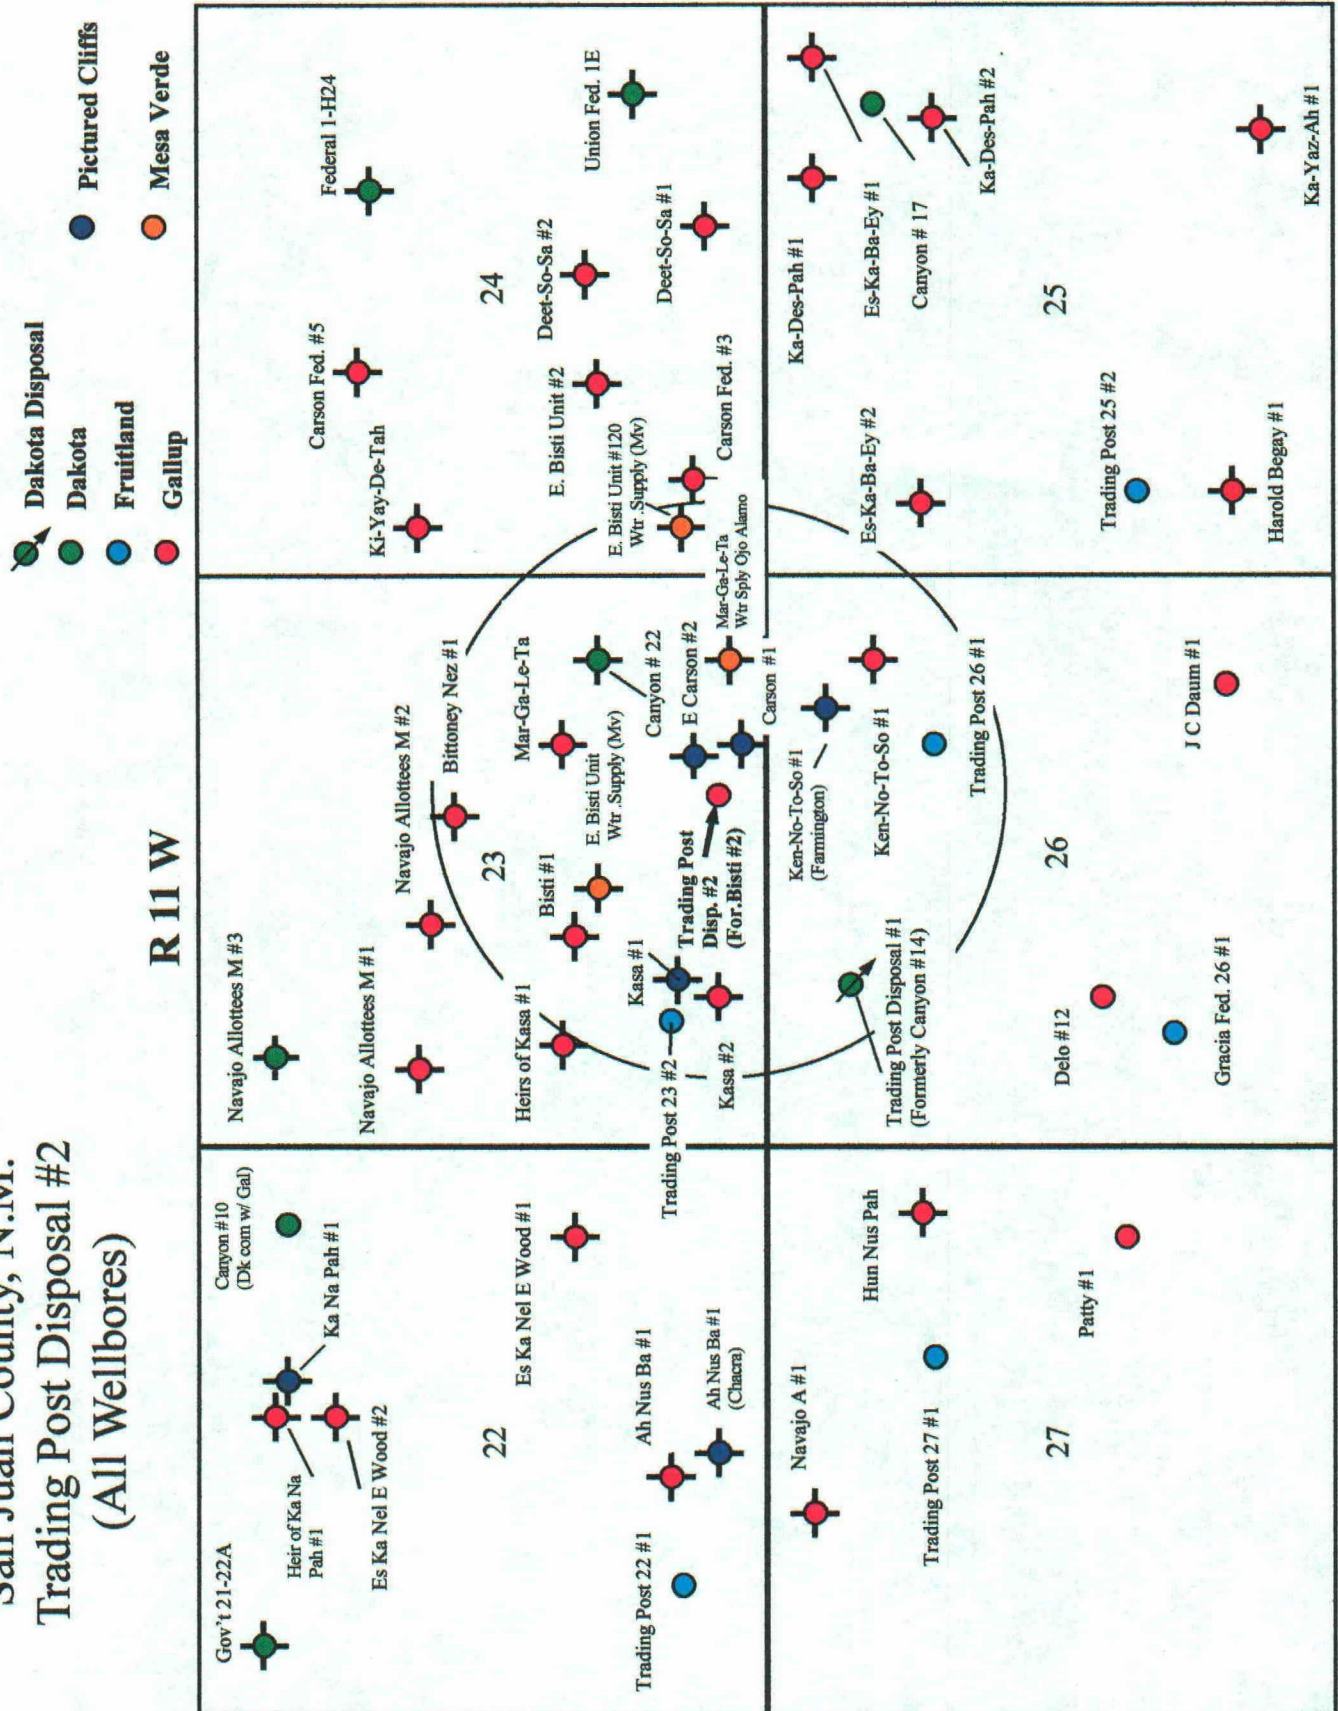 San Juan County, N.M.
Trading Post Disposal #2
(All Wellbores)
R 11 W
Dakota Disposal
Dakota
Fruitland
Gallup
Pictured Cliffs
Mesa Verde
Gov't 21-22A
Canyon #10
(Dk com w/ Gal)
Ka Na Pah #1
Heir of Ka Na
Pah #1
Es Ka Nel E Wood #2
22
Es Ka Nel E Wood #1
Ah Nus Ba #1
Ah Nus Ba #1
(Chacra)
Trading Post 22 #1
Navajo Allottees M #3
Navajo Allottees M #1
Navajo Allottees M #2
Bittoney Nez #1
23
Heirs of Kasa #1
Bisti #1
E. Bisti Unit
Wtr .Supply (Mv)
Mar-Ga-Le-Ta
Canyon # 22
E Carson #2
Mar-Ga-Le-Ta
Wtr Sply Ojo Alamo
Carson #1
Kasa #1
Trading Post
Disp. #2
(For.Bisti #2)
Trading Post 23 #2
Kasa #2
Federal 1-H24
Carson Fed. #5
Ki-Yay-De-Tah
24
Union Fed. 1E
Deet-So-Sa #2
Deet-So-Sa #1
E. Bisti Unit #2
E. Bisti Unit #120
Wtr .Supply (Mv)
Carson Fed. #3
Navajo A #1
Hun Nus Pah
Trading Post 27 #1
27
Patty #1
Ken-No-To-So #1
(Farmington)
Ken-No-To-So #1
Trading Post 26 #1
Trading Post Disposal #1
(Formerly Canyon #14)
26
Delo #12
Gracia Fed. 26 #1
J C Daum #1
Ka-Des-Pah #1
Es-Ka-Ba-Ey #1
Canyon # 17
Ka-Des-Pah #2
Es-Ka-Ba-Ey #2
25
Trading Post 25 #2
Harold Begay #1
Ka-Yaz-Ah #1